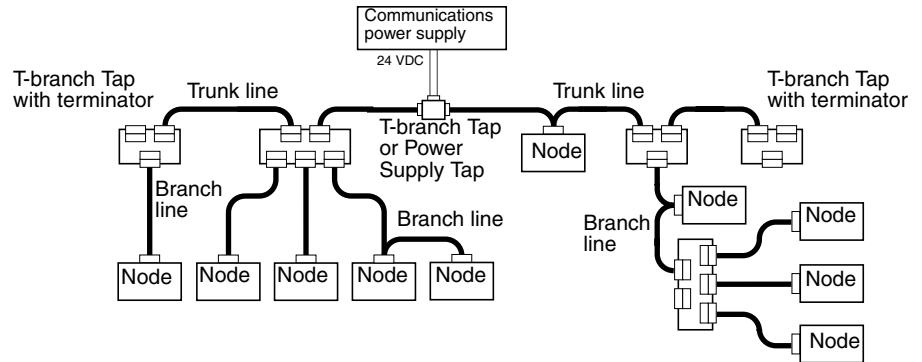 Communications
power supply
24 VDC
T-branch Tap
with terminator
Trunk line
Trunk line
T-branch Tap
with terminator
T-branch Tap
or Power
Supply Tap
Node
Branch
line
Branch line
Node
Branch
line
Node
Node
Node
Node
Node
Node
Node
Node